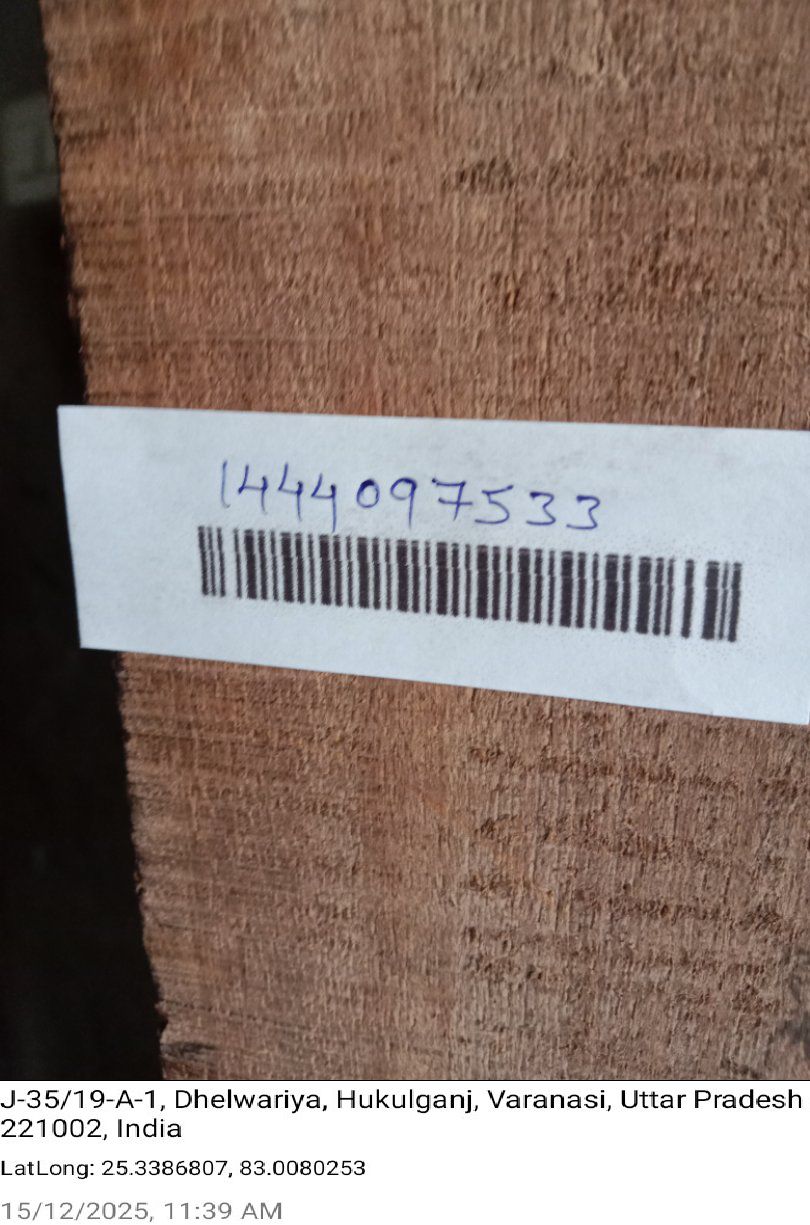 1444097533
J-35/19-A-1, Dhelwariya, Hukulganj, Varanasi, Uttar Pradesh
221002, India
LatLong: 25.3386807, 83.0080253
15/12/2025, 11:39 AM